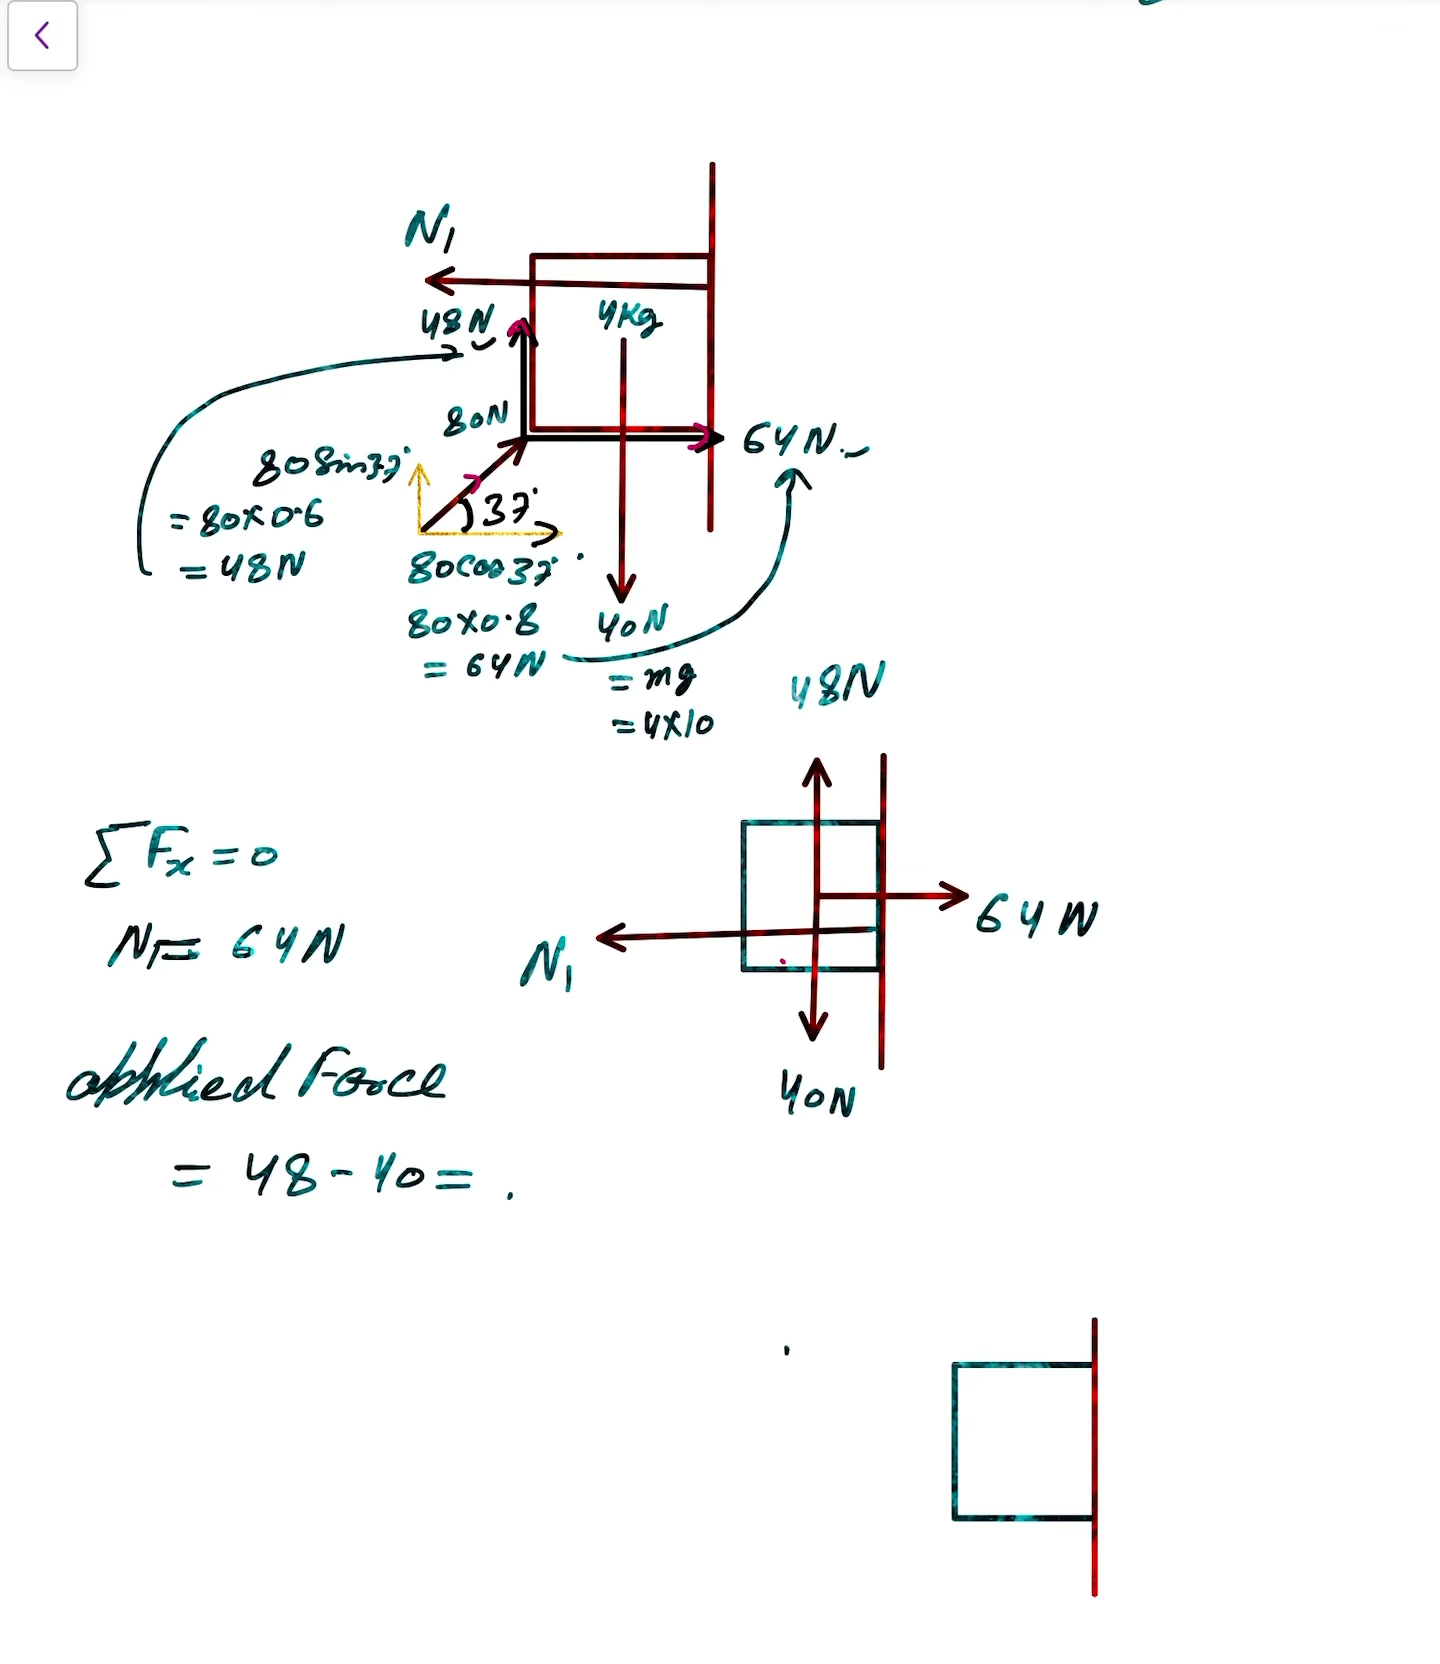 N₁
48N
4Kg
80N
64N
80Sin37°
37°
= 80×0.6
= 48N
80cos37°
80×0.8
= 64N
40N
= mg
= 4×10
48N
ΣFx = 0
N₁ = 64N
64N
N₁
applied Force
40N
= 48 - 40 = .